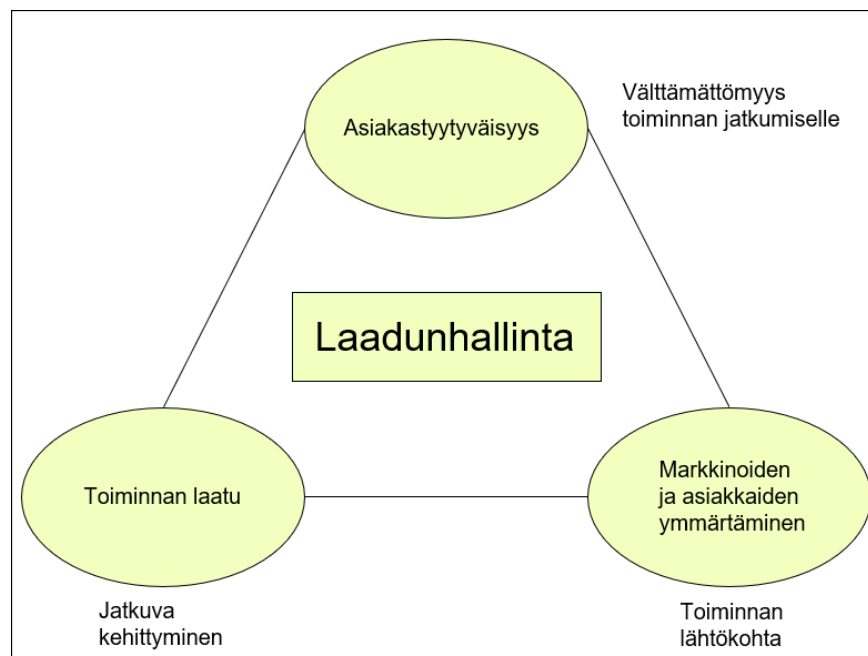 Asiakastyytyväisyys
Välttämättömyys
toiminnan jatkumiselle
Laadunhallinta
Toiminnan laatu
Markkinoiden
ja asiakkaiden
ymmärtäminen
Jatkuva
kehittyminen
Toiminnan
lähtökohta